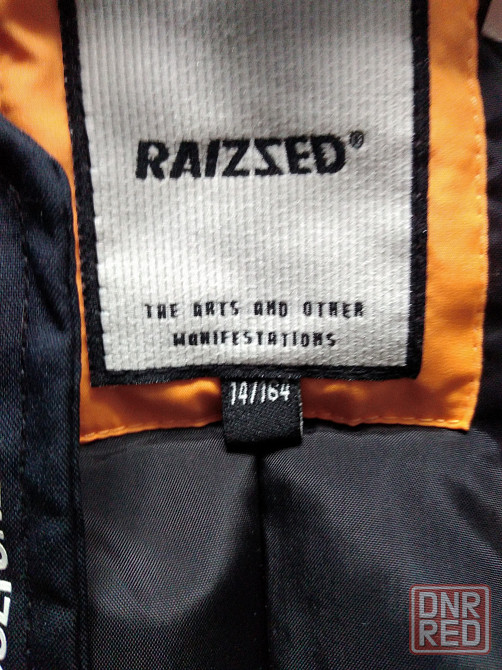 RAIZZED®
THE ARTS AND OTHER
MANIFESTATIONS
14/164
DNR
RED